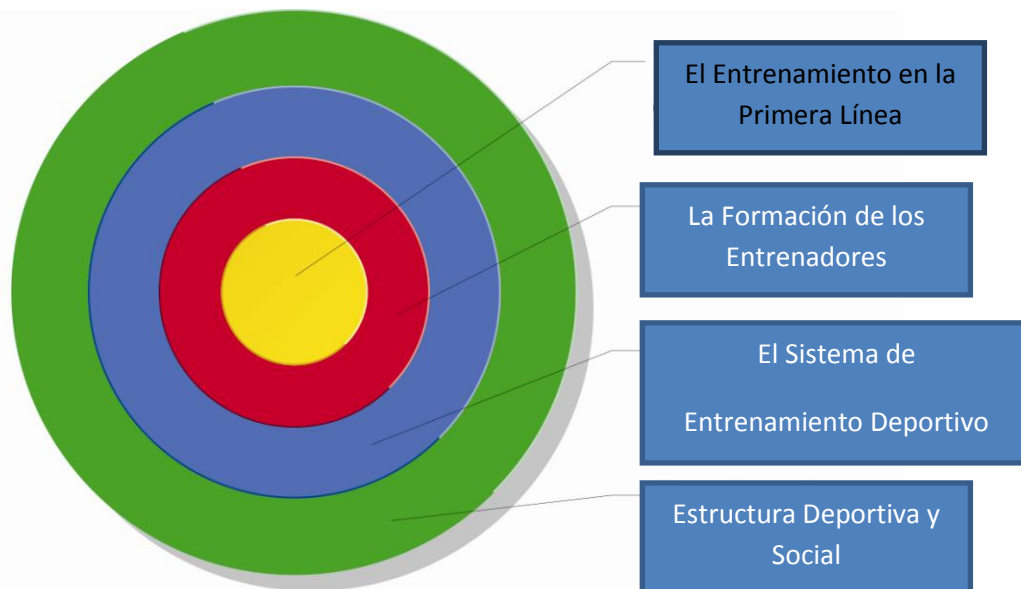 El Entrenamiento en la
Primera Línea
La Formación de los
Entrenadores
El Sistema de
Entrenamiento Deportivo
Estructura Deportiva y
Social